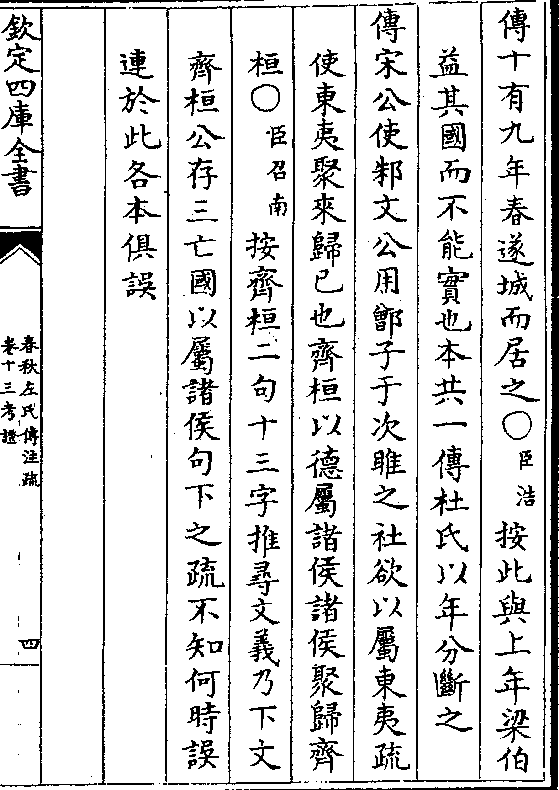 傳十有九年春遂城而居之○臣浩按此與上年梁伯
益其國而不能實也本共一傳杜氏以年分斷之
傳宋公使邾文公用鄫子于次睢之社欲以屬東夷疏
使東夷聚來歸已也齊桓以德屬諸侯諸侯聚歸齊
桓○臣召南按齊桓二句十三字推尋文義乃下文
齊桓公存三亡國以屬諸侯句下之疏不知何時誤
連於此各本俱誤
欽定四庫全書
春秋左氏傳注疏
卷十三考證
四